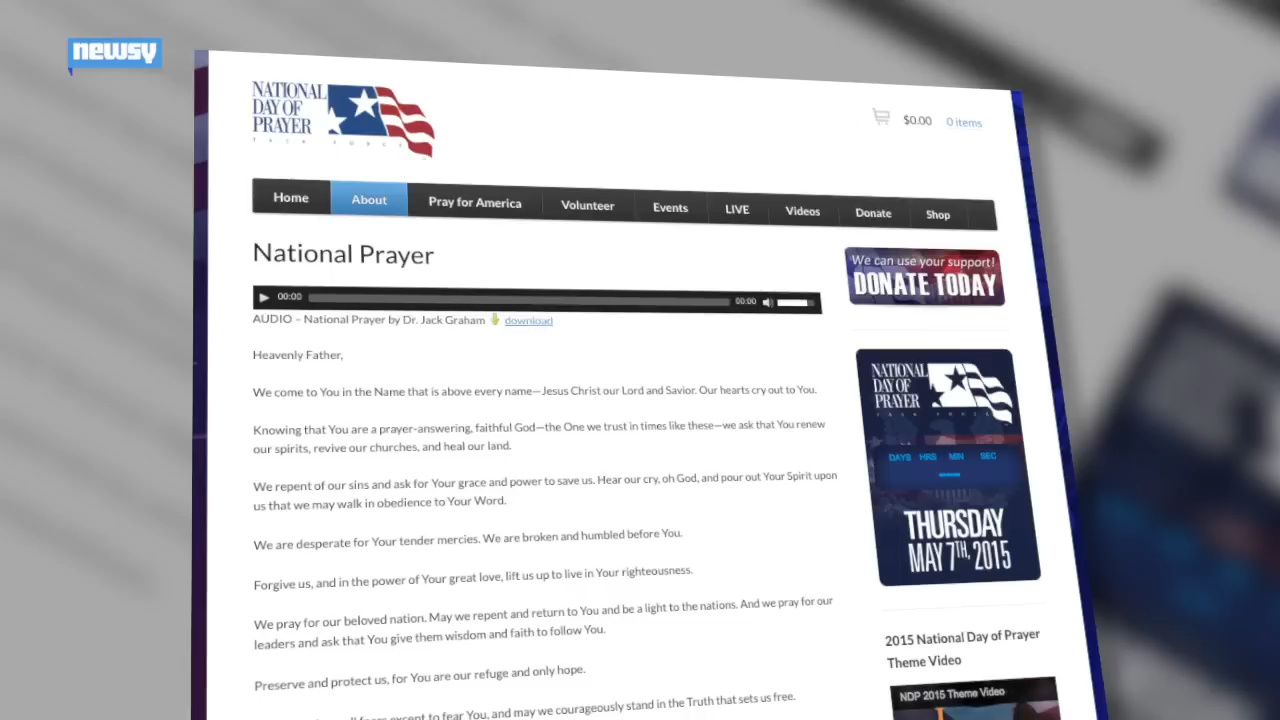 newsy
NATIONAL
DAY OF
PRAYER
TASK FORCE
$0.00 0 items
Home About Pray for America Volunteer Events LIVE Videos Donate Shop
National Prayer
We can use your support!
DONATE TODAY
00:00 00:00
AUDIO – National Prayer by Dr. Jack Graham download
Heavenly Father,
We come to You in the Name that is above every name—Jesus Christ our Lord and Savior. Our hearts cry out to You.
Knowing that You are a prayer-answering, faithful God—the One we trust in times like these—we ask that You renew
our spirits, revive our churches, and heal our land.
We repent of our sins and ask for Your grace and power to save us. Hear our cry, oh God, and pour out Your Spirit upon
us that we may walk in obedience to Your Word.
We are desperate for Your tender mercies. We are broken and humbled before You.
Forgive us, and in the power of Your great love, lift us up to live in Your righteousness.
We pray for our beloved nation. May we repent and return to You and be a light to the nations. And we pray for our
leaders and ask that You give them wisdom and faith to follow You.
Preserve and protect us, for You are our refuge and only hope.
except to fear You, and may we courageously stand in the Truth that sets us free.
NATIONAL
DAY OF
PRAYER
DAYS HRS MIN SEC
THURSDAY
MAY 7TH, 2015
2015 National Day of Prayer
Theme Video
NDP 2015 Theme Video